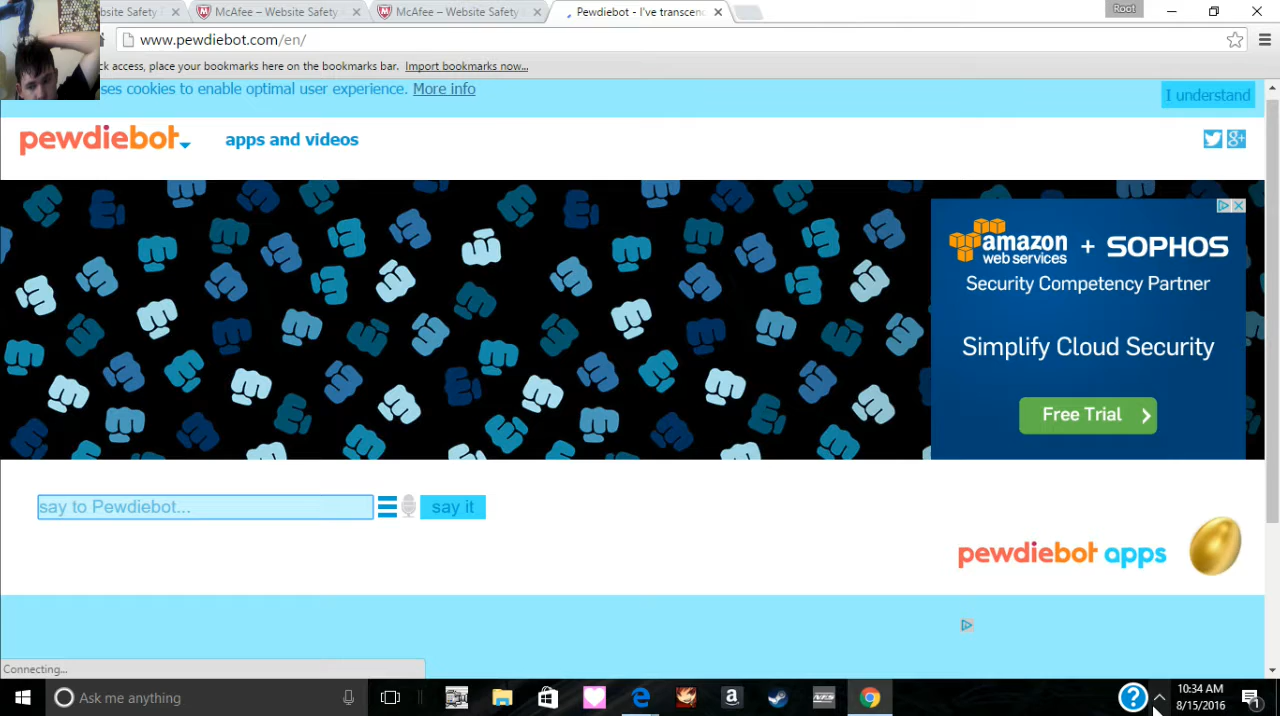 bsite Safety
McAfee – Website Safety
McAfee – Website Safety
Pewdiebot - I've transcenc
Root
www.pewdiebot.com/en/
ck access, place your bookmarks here on the bookmarks bar. Import bookmarks now...
ses cookies to enable optimal user experience. More info
I understand
pewdiebot
apps and videos
amazon web services + SOPHOS
Security Competency Partner
Simplify Cloud Security
Free Trial
say to Pewdiebot...
say it
pewdiebot apps
Connecting...
Ask me anything
10:34 AM
8/15/2016